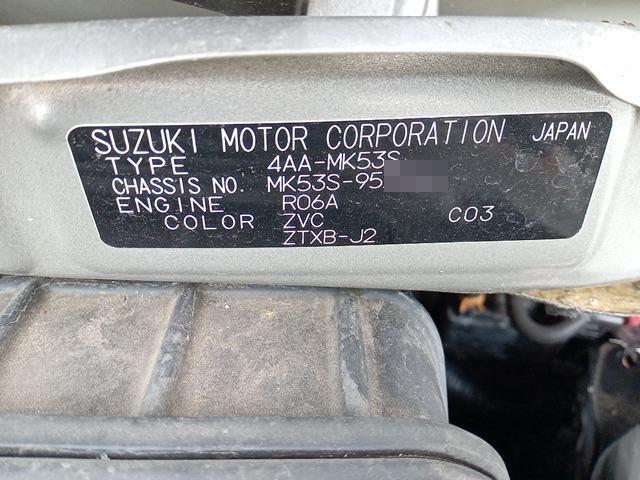 SUZUKI MOTOR CORPORATION JAPAN
TYPE 4AA-MK53S
CHASSIS NO. MK53S-95
ENGINE R06A
COLOR ZVC C03
ZTXB-J2